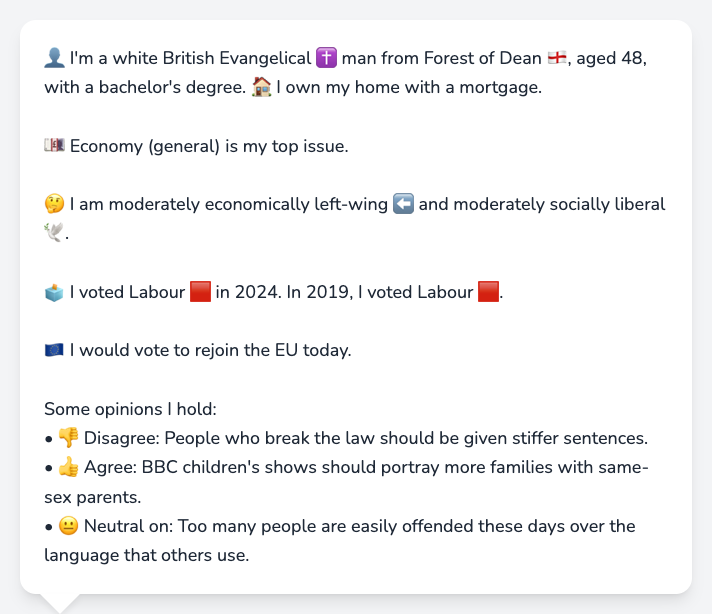 👤 I'm a white British Evangelical ✝️ man from Forest of Dean 🏴󠁧󠁢󠁥󠁮󠁧󠁿, aged 48,
with a bachelor's degree. 🏠 I own my home with a mortgage.
💷 Economy (general) is my top issue.
🤔 I am moderately economically left-wing ⬅️ and moderately socially liberal
🕊️.
🗳️ I voted Labour 🟥 in 2024. In 2019, I voted Labour 🟥.
🇪🇺 I would vote to rejoin the EU today.
Some opinions I hold:
• 👎 Disagree: People who break the law should be given stiffer sentences.
• 👍 Agree: BBC children's shows should portray more families with same-
sex parents.
• 😐 Neutral on: Too many people are easily offended these days over the
language that others use.